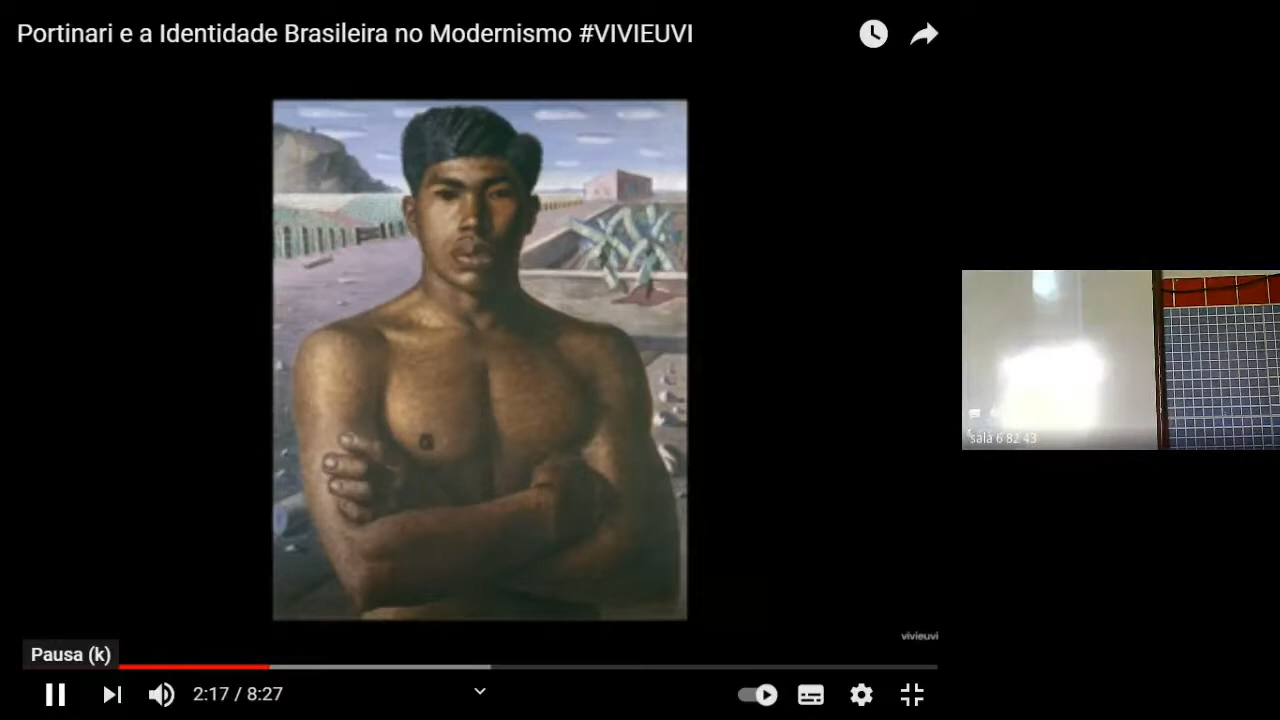 Portinari e a Identidade Brasileira no Modernismo #VIVIEUVI
sala 6 82 43
vivieuvi
Pausa (k)
2:17 / 8:27